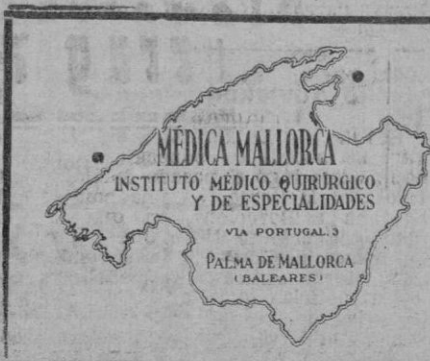 MÉDICA MALLORCA
INSTITUTO MÉDICO QUIRÚRGICO
Y DE ESPECIALIDADES
VIA PORTUGAL, 3
PALMA DE MALLORCA
(BALEARES)